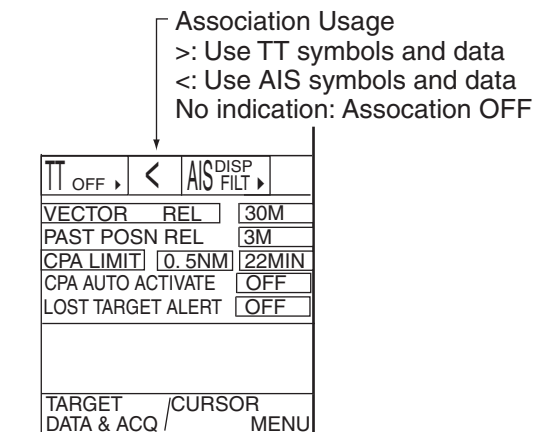 Association Usage
>: Use TT symbols and data
<: Use AIS symbols and data
No indication: Assocation OFF
TT OFF ▸ < AIS DISP FILT ▸
VECTOR REL 30M
PAST POSN REL 3M
CPA LIMIT 0.5NM 22MIN
CPA AUTO ACTIVATE OFF
LOST TARGET ALERT OFF
TARGET /CURSOR
DATA & ACQ / MENU